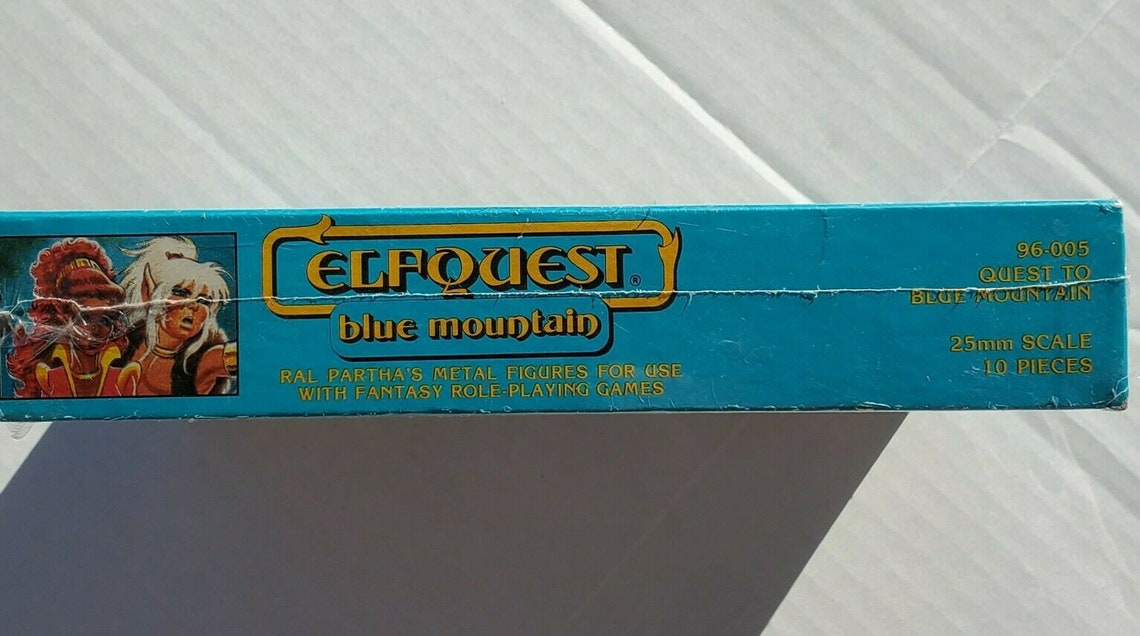 ELFQUEST®
blue mountain
RAL PARTHA'S METAL FIGURES FOR USE
WITH FANTASY ROLE-PLAYING GAMES
96-005
QUEST TO
BLUE MOUNTAIN
25mm SCALE
10 PIECES